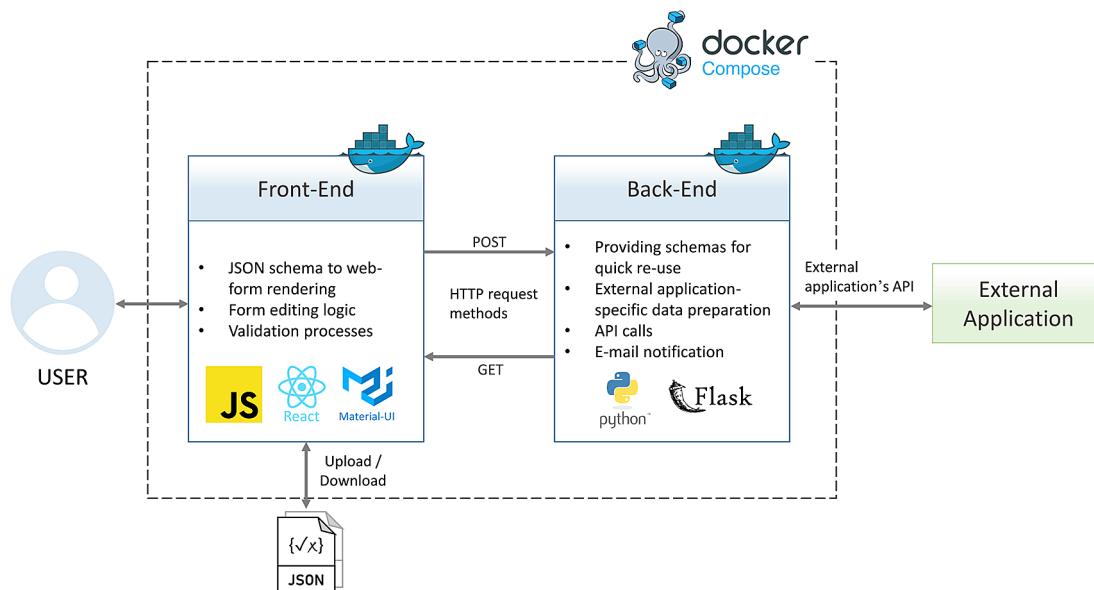 docker
Compose
Front-End
• JSON schema to web-
form rendering
• Form editing logic
• Validation processes
JS
React
Material-UI
POST
HTTP request
methods
GET
Back-End
• Providing schemas for
quick re-use
• External application-
specific data preparation
• API calls
• E-mail notification
python™
Flask
External
application's API
External
Application
USER
Upload /
Download
{√x}
JSON